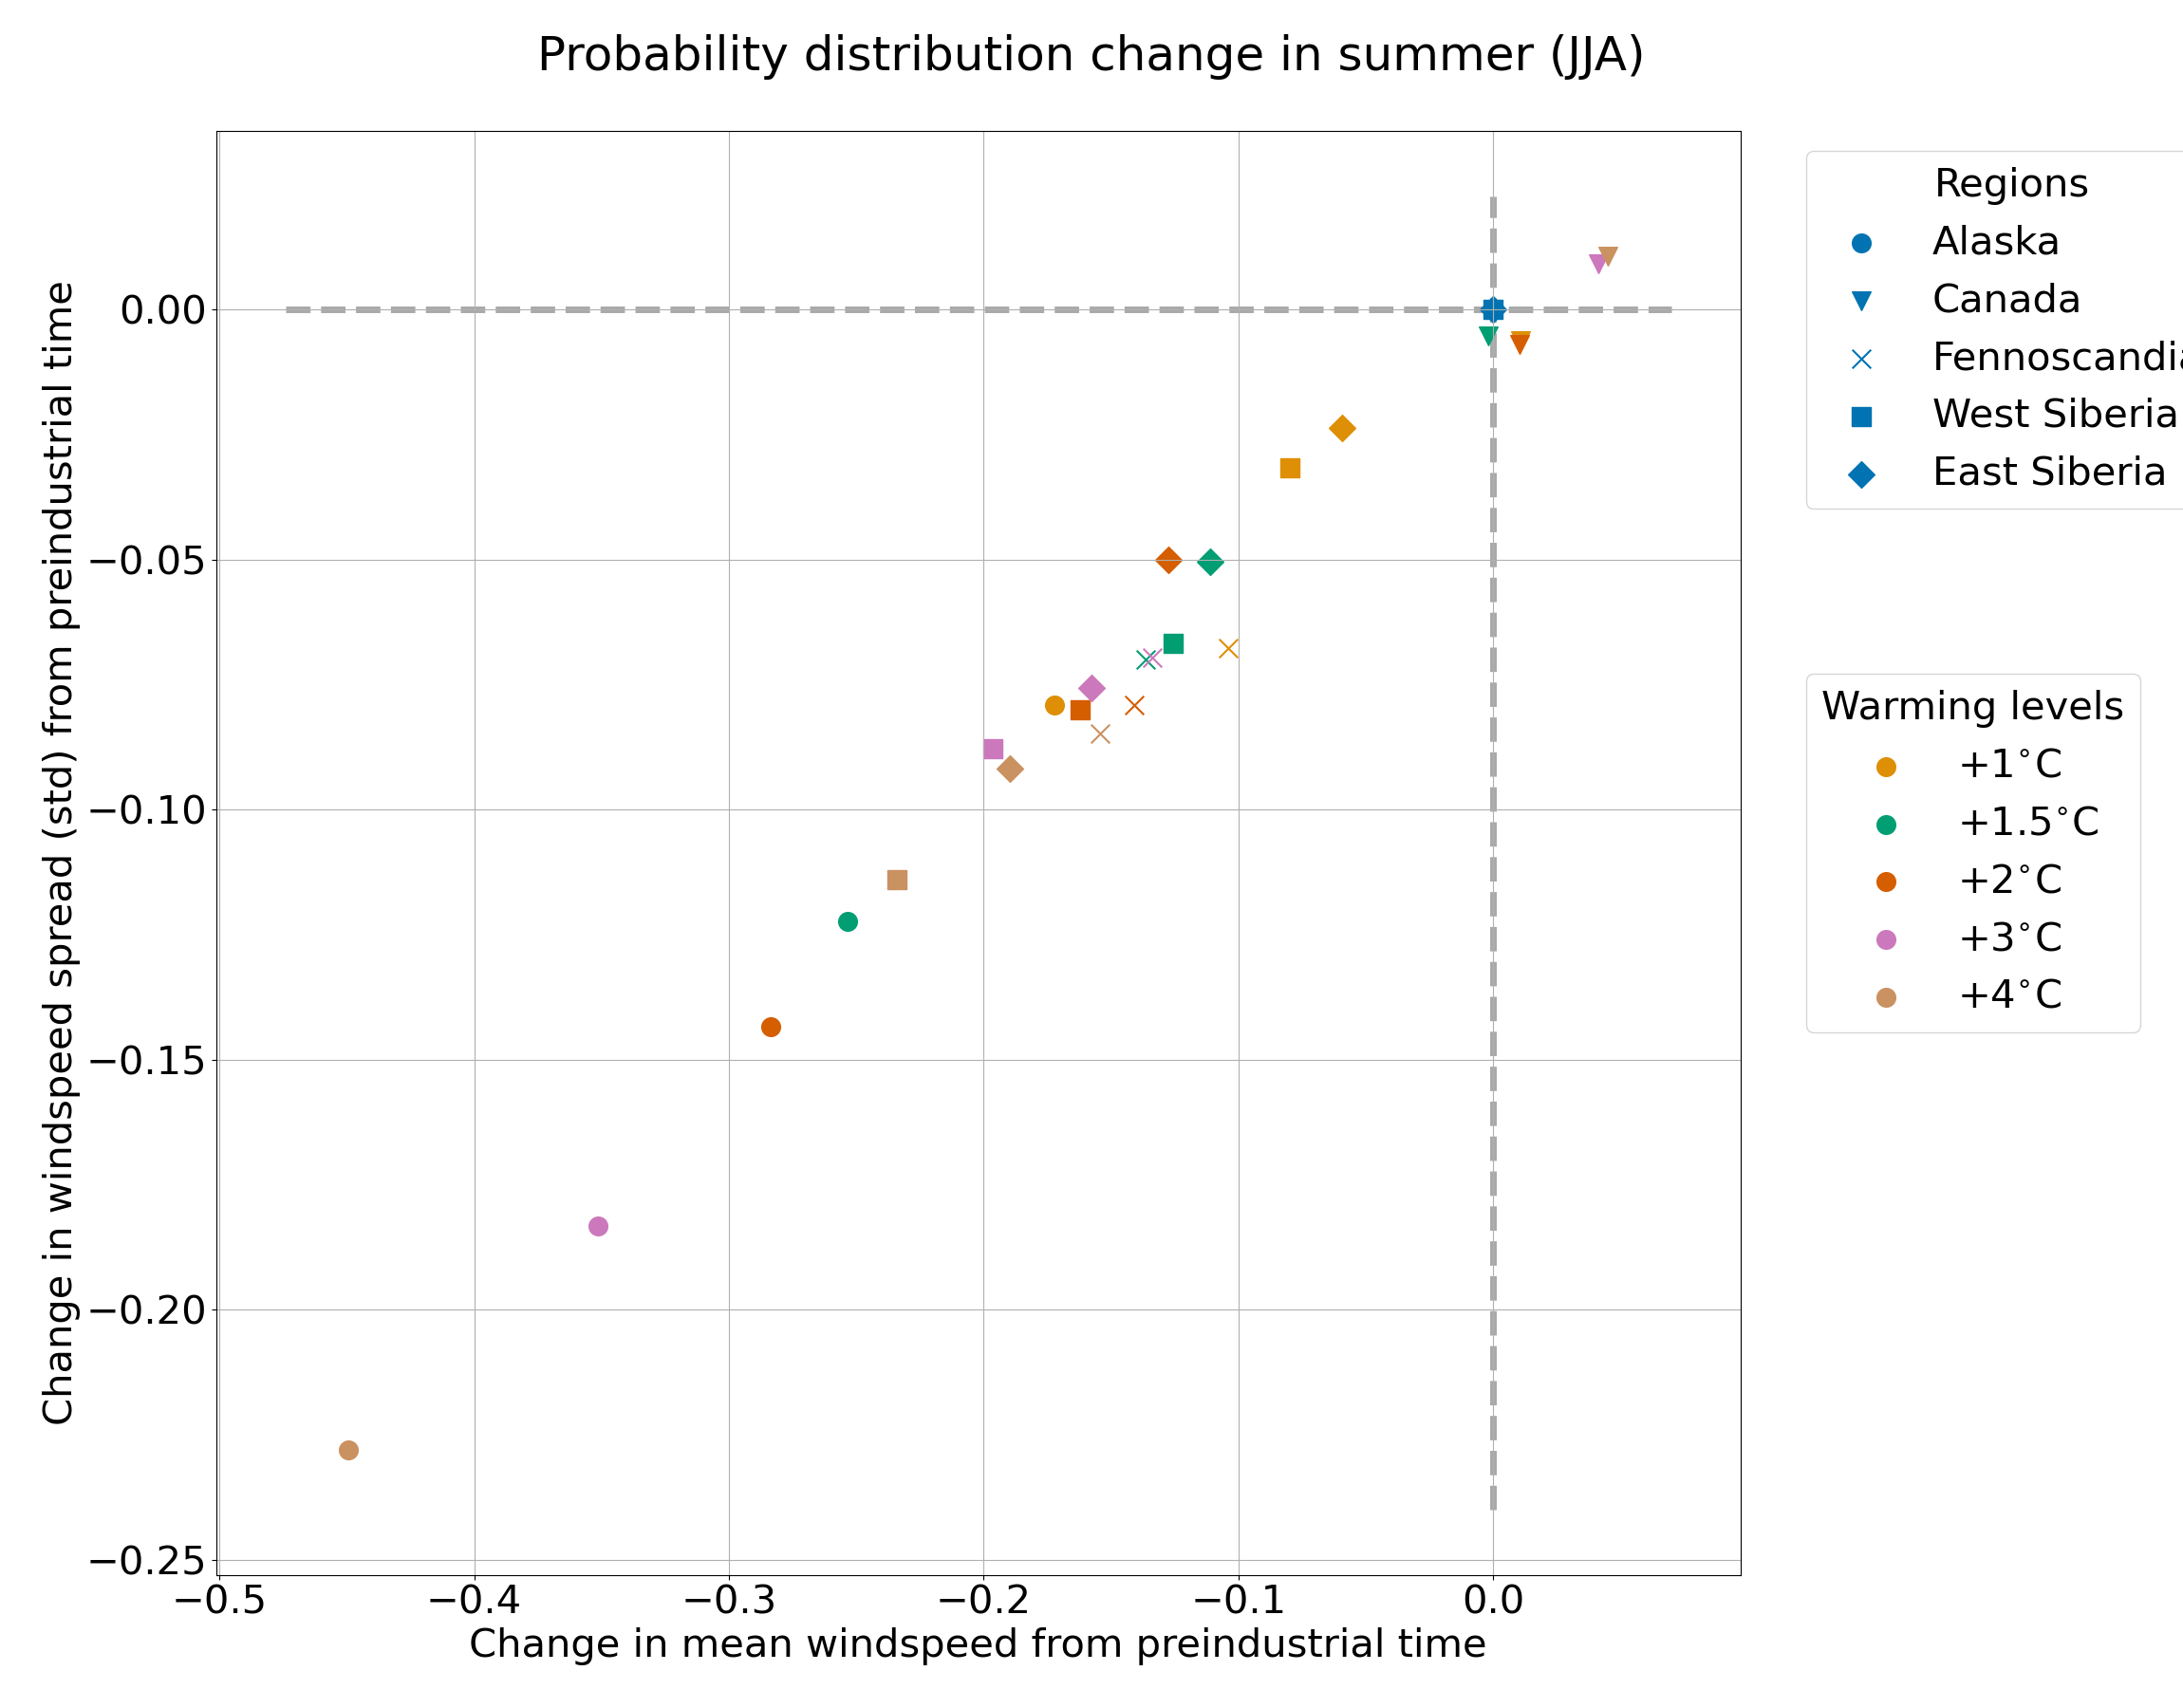 Probability distribution change in summer (JJA)
Change in windspeed spread (std) from preindustrial time
0.00
−0.05
−0.10
−0.15
−0.20
−0.25
−0.5
−0.4
−0.3
−0.2
−0.1
0.0
Change in mean windspeed from preindustrial time
Regions
Alaska
Canada
Fennoscandia
West Siberia
East Siberia
Warming levels
+1°C
+1.5°C
+2°C
+3°C
+4°C